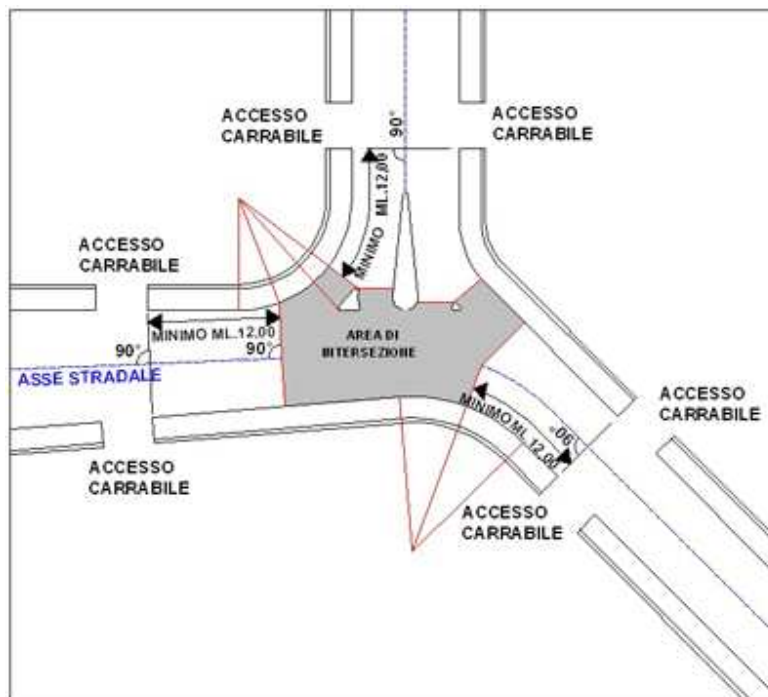 ACCESSO
CARRABILE
ACCESSO
CARRABILE
90°
MINIMO ML.12,00
ACCESSO
CARRABILE
MINIMO ML.12,00
AREA DI
INTERSEZIONE
90°
90°
ASSE STRADALE
MINIMO ML 12,00
90°
ACCESSO
CARRABILE
ACCESSO
CARRABILE
ACCESSO
CARRABILE